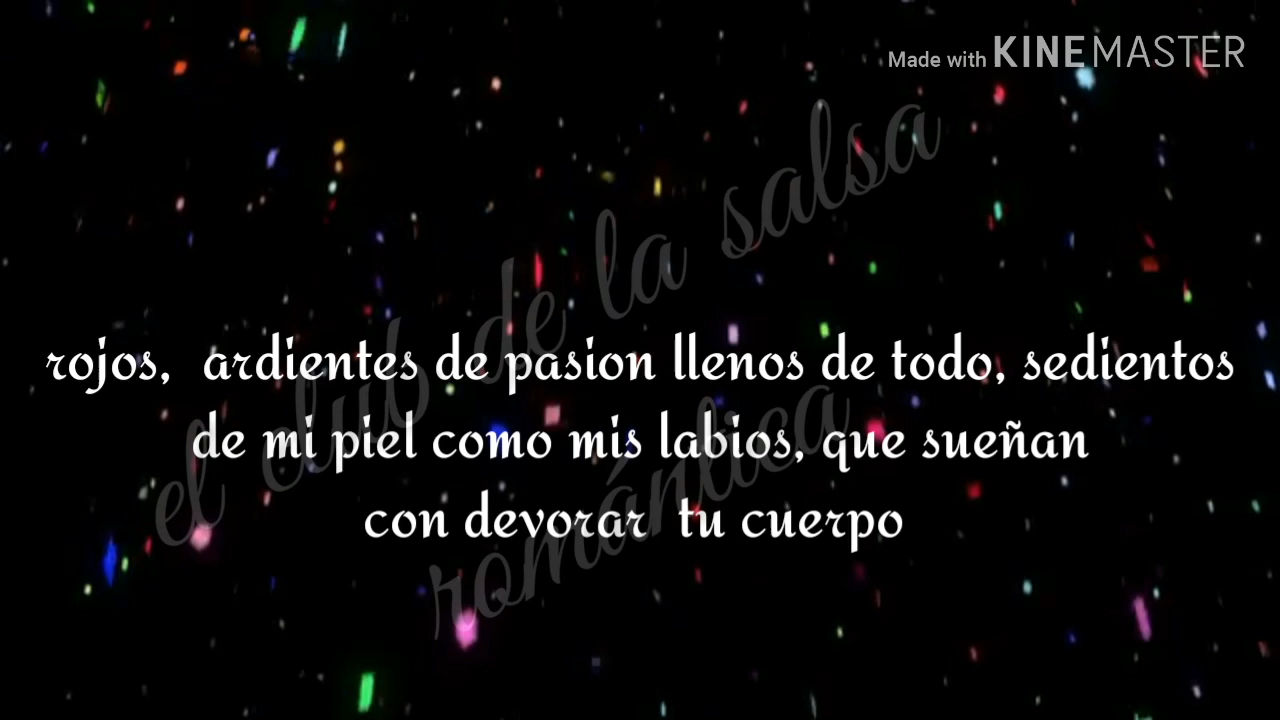 Made with KINEMASTER
el club de la salsa
romántica
rojos, ardientes de pasion llenos de todo, sedientos
de mi piel como mis labios, que sueñan
con devorar tu cuerpo